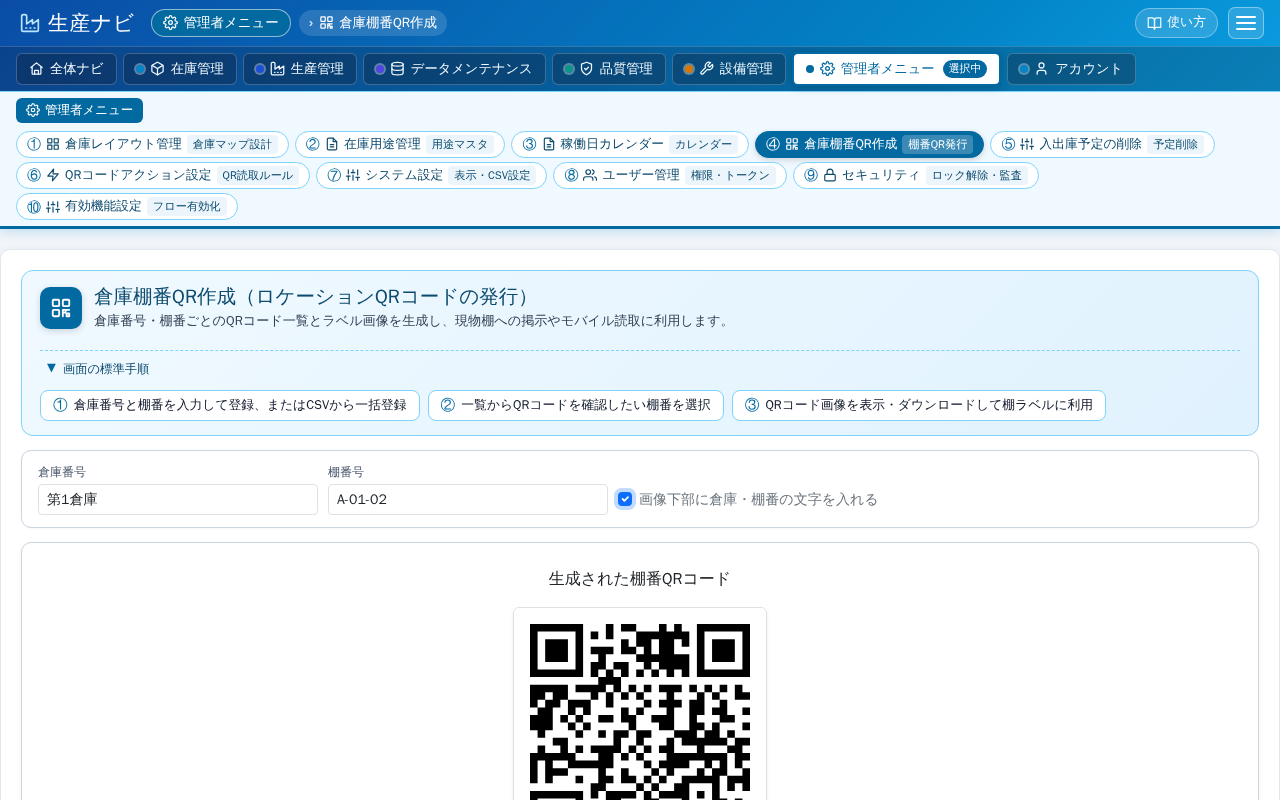 生産ナビ 管理者メニュー › 倉庫棚番QR作成 使い方
全体ナビ 在庫管理 生産管理 データメンテナンス 品質管理 設備管理 管理者メニュー 選択中 アカウント
管理者メニュー
① 倉庫レイアウト管理 倉庫マップ設計 ② 在庫用途管理 用途マスタ ③ 稼働日カレンダー カレンダー ④ 倉庫棚番QR作成 棚番QR発行 ⑤ 入出庫予定の削除 予定削除
⑥ QRコードアクション設定 QR読取ルール ⑦ システム設定 表示・CSV設定 ⑧ ユーザー管理 権限・トークン ⑨ セキュリティ ロック解除・監査
⑩ 有効機能設定 フロー有効化
倉庫棚番QR作成（ロケーションQRコードの発行）
倉庫番号・棚番ごとのQRコード一覧とラベル画像を生成し、現物棚への掲示やモバイル読取に利用します。
▼ 画面の標準手順
① 倉庫番号と棚番を入力して登録、またはCSVから一括登録 ② 一覧からQRコードを確認したい棚番を選択 ③ QRコード画像を表示・ダウンロードして棚ラベルに利用
倉庫番号 棚番号
第1倉庫 A-01-02 画像下部に倉庫・棚番の文字を入れる
生成された棚番QRコード